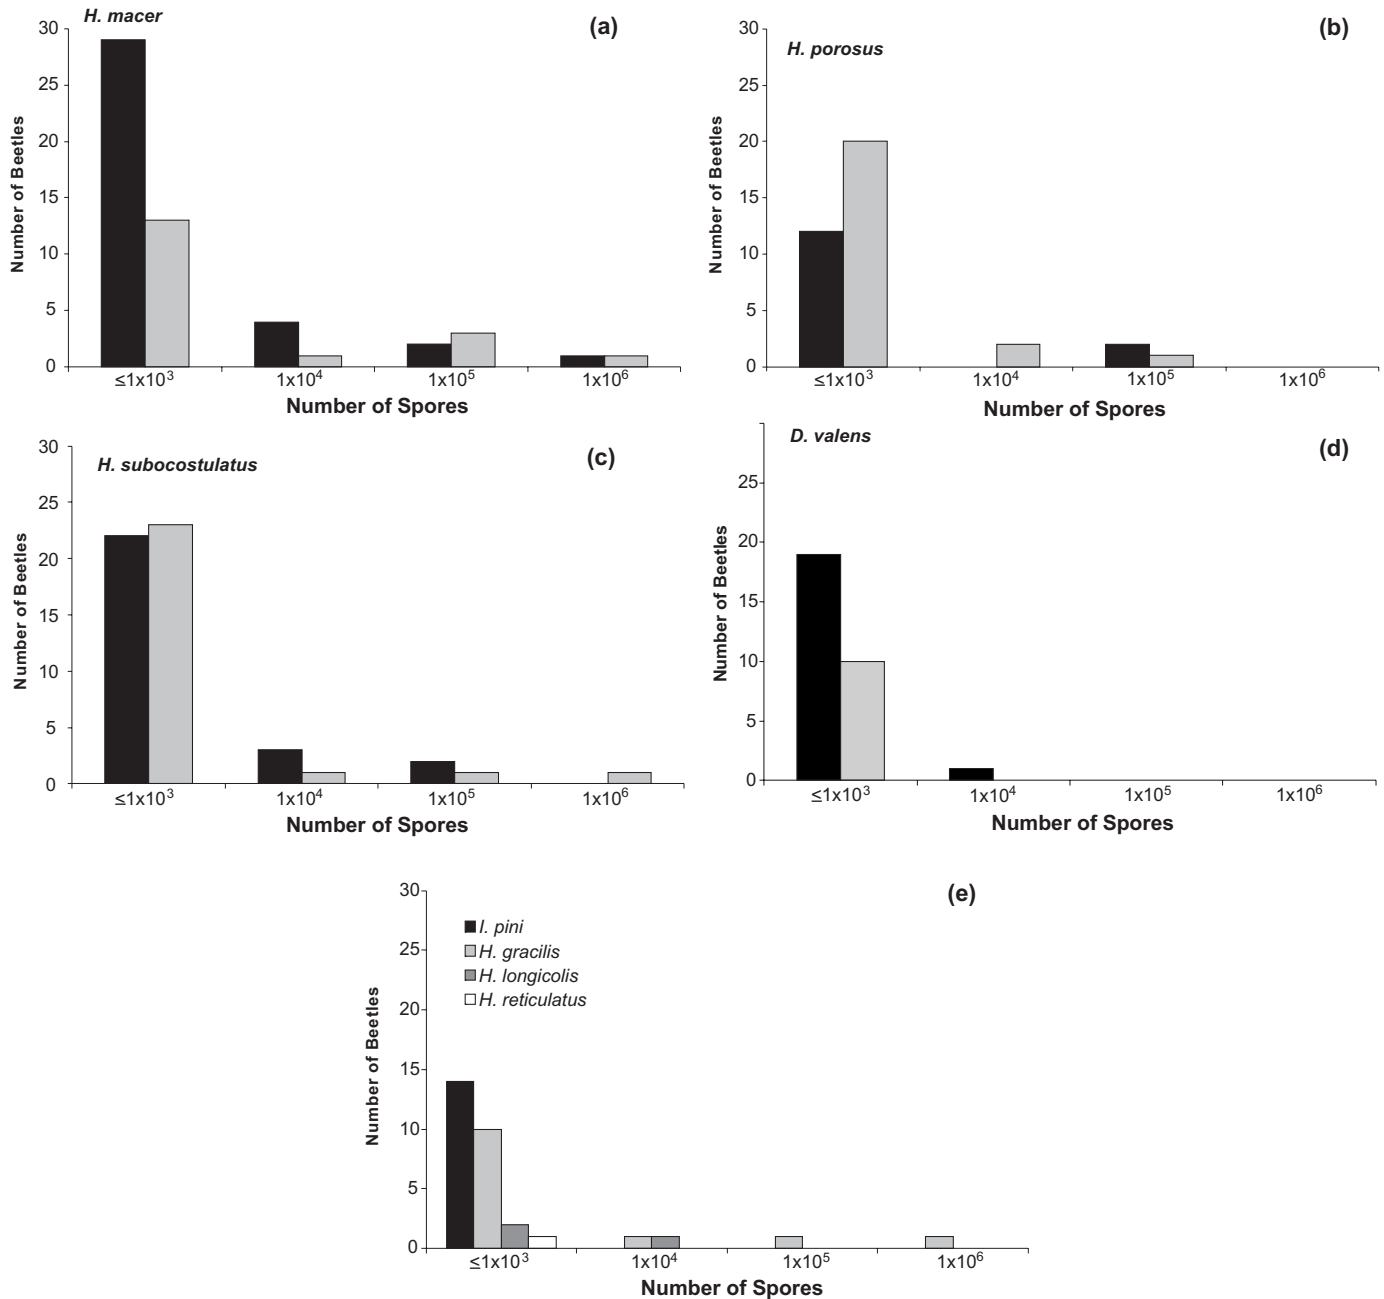 H. macer
(a)
30
25
20
15
10
5
0
Number of Beetles
≤1x10³
1x10⁴
1x10⁵
1x10⁶
Number of Spores
(b)
H. porosus
30
25
20
15
10
5
0
Number of Beetles
≤1x10³
1x10⁴
1x10⁵
1x10⁶
Number of Spores
(c)
H. subocostulatus
30
25
20
15
10
5
0
Number of Beetles
≤1x10³
1x10⁴
1x10⁵
1x10⁶
Number of Spores
D. valens
(d)
25
20
15
10
5
0
Number of Beetles
≤1x10³
1x10⁴
1x10⁵
1x10⁶
Number of Spores
(e)
30
25
20
15
10
5
0
Number of Beetles
I. pini
H. gracilis
H. longicolis
H. reticulatus
≤1x10³
1x10⁴
1x10⁵
1x10⁶
Number of Spores